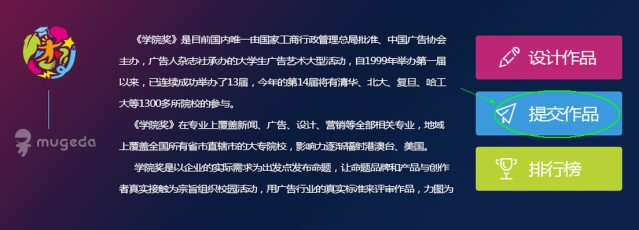 《学院奖》是目前国内唯一由国家工商行政管理总局批准、中国广告协会
主办，广告人杂志社承办的大学生广告艺术大型活动，自1999年举办第一届
以来，已连续成功举办了13届，今年的第14届将有清华、北大、复旦、哈工
大等1300多所院校的参与。
《学院奖》在专业上覆盖新闻、广告、设计、营销等全部相关专业，地域
上覆盖全国所有省市直辖市的大专院校，影响力逐渐辐射港澳台、美国。
学院奖是以企业的实际需求为出发点发布命题，让命题品牌和产品与创作
者真实接触为宗旨组织校园活动，用广告行业的真实标准来评审作品，力图为
mugeda
设计作品
提交作品
排行榜